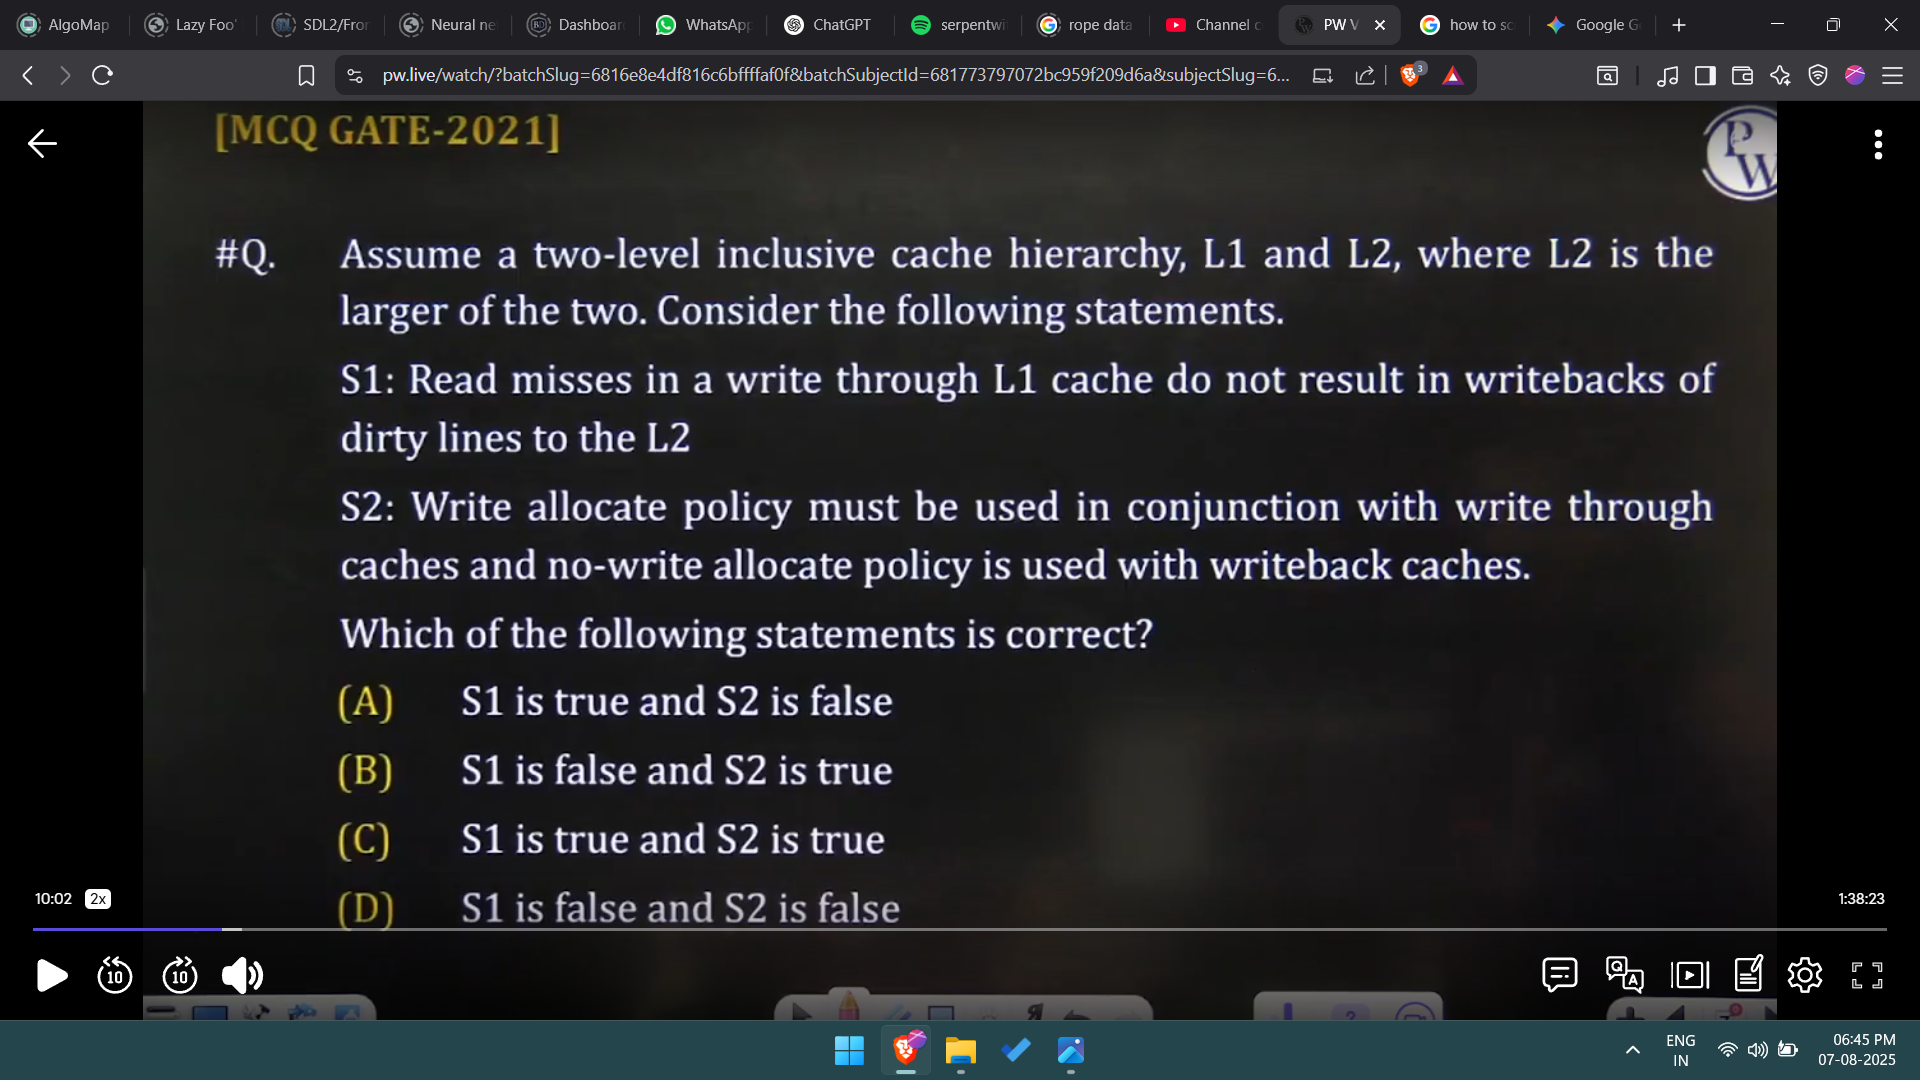 AlgoMap
Lazy Foo'
SDL2/Fror
Neural ne
Dashboar
WhatsApp
ChatGPT
serpentwi
rope data
Channel c
PW V
how to sc
Google G
pw.live/watch/?batchSlug=6816e8e4df816c6bffffaf0f&batchSubjectId=681773797072bc959f209d6a&subjectSlug=6...
3
[MCQ GATE-2021]
PW
#Q. Assume a two-level inclusive cache hierarchy, L1 and L2, where L2 is the
larger of the two. Consider the following statements.
S1: Read misses in a write through L1 cache do not result in writebacks of
dirty lines to the L2
S2: Write allocate policy must be used in conjunction with write through
caches and no-write allocate policy is used with writeback caches.
Which of the following statements is correct?
(A) S1 is true and S2 is false
(B) S1 is false and S2 is true
(C) S1 is true and S2 is true
(D) S1 is false and S2 is false
10:02 2x
1:38:23
10
10
Q A
ENG
IN
06:45 PM
07-08-2025